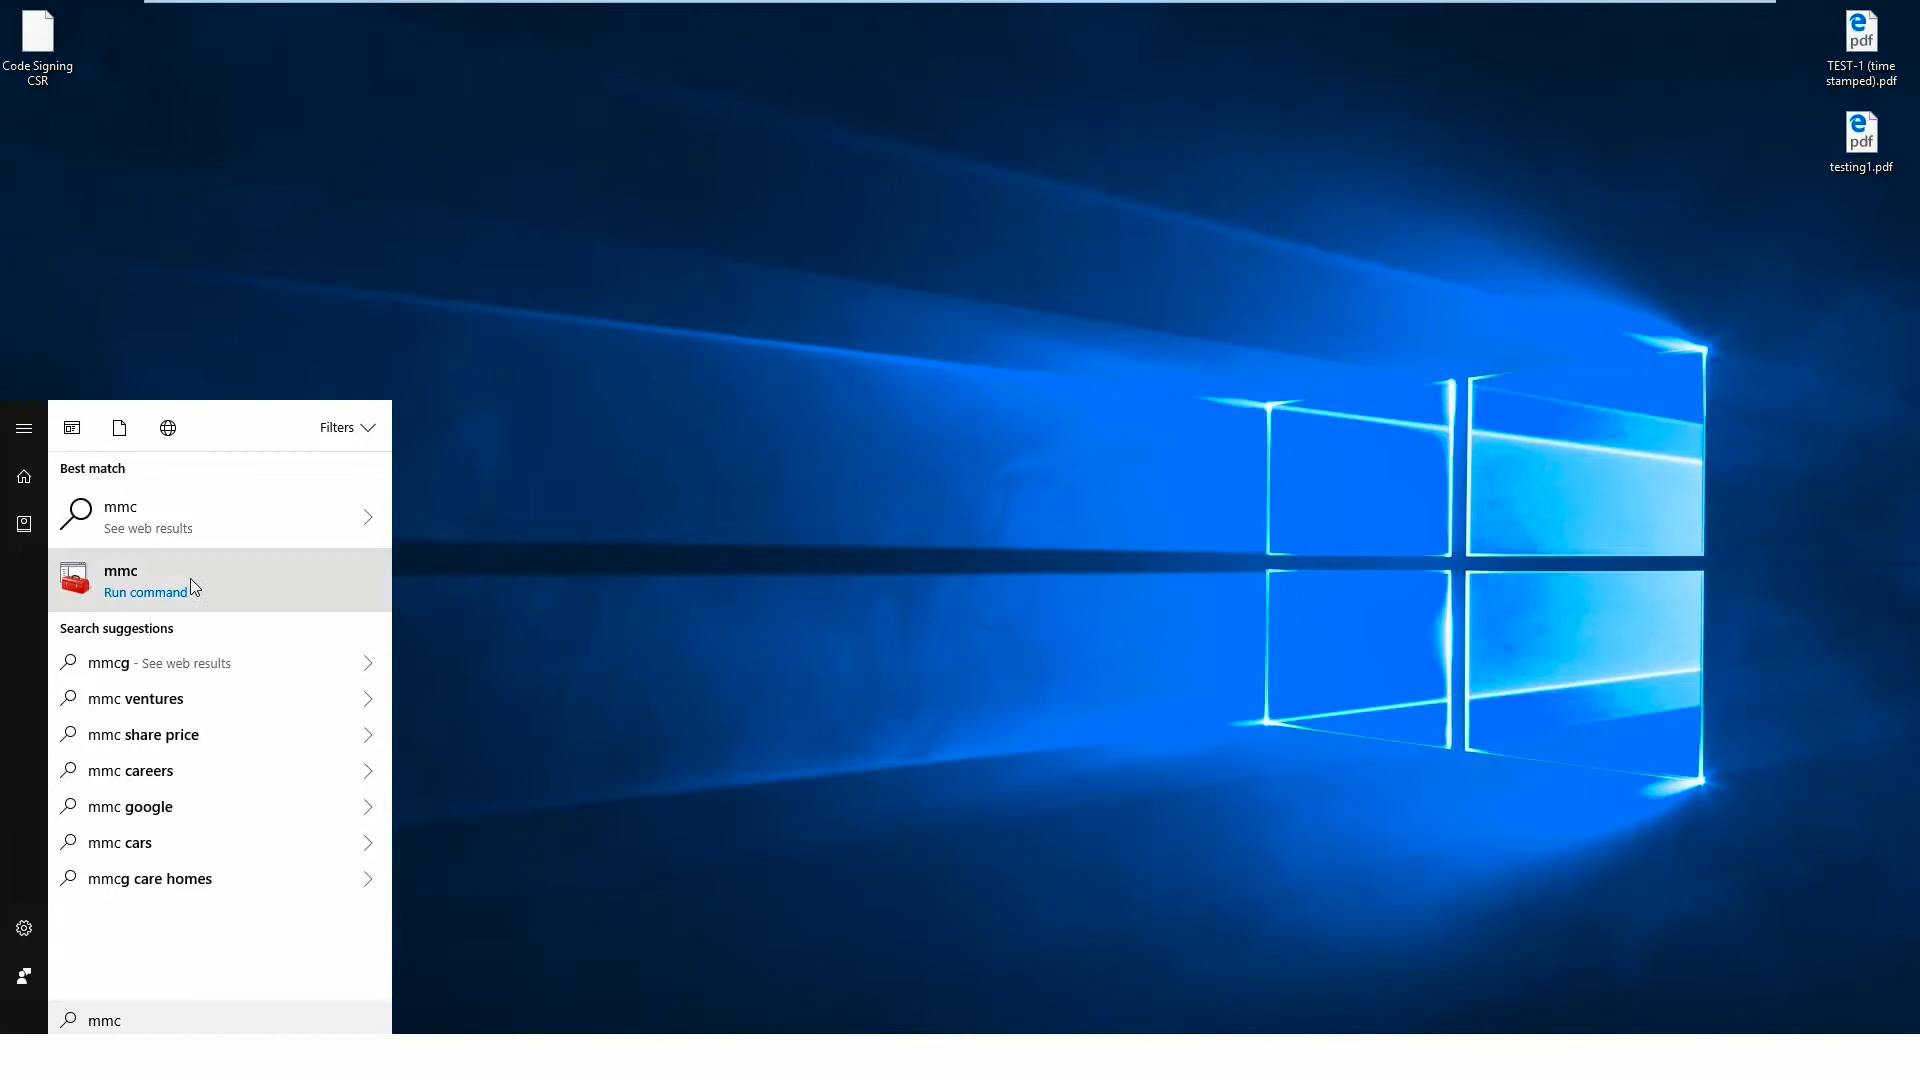 Code Signing
CSR
pdf
TEST-1 (time
stamped).pdf
pdf
testing1.pdf
Filters
Best match
mmc
See web results
mmc
Run command
Search suggestions
mmcg - See web results
mmc ventures
mmc share price
mmc careers
mmc google
mmc cars
mmcg care homes
mmc